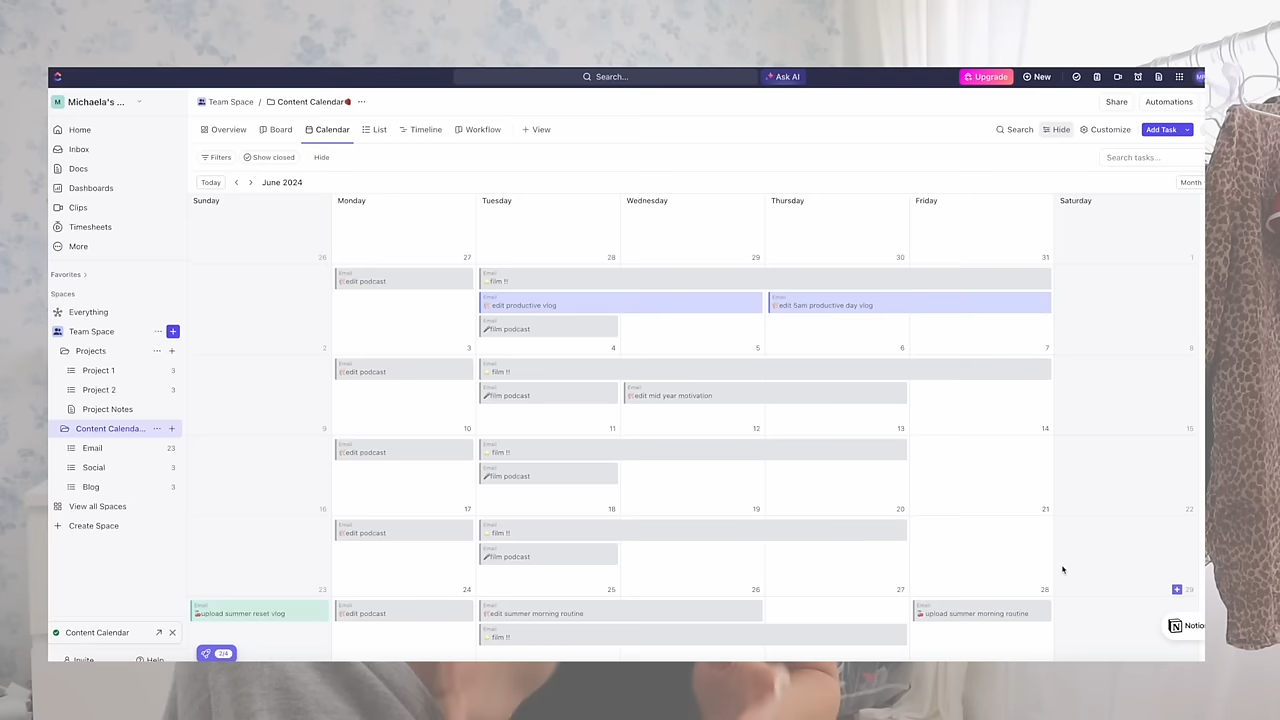 Search...
Ask AI
Upgrade
New
M Michaela's ...
Team Space / Content Calendar ...
Share
Automations
Home
Overview
Board
Calendar
List
Timeline
Workflow
+ View
Search
Hide
Customize
Add Task
Inbox
Filters
Show closed
Hide
Search tasks...
Docs
Today
June 2024
Month
Dashboards
Sunday
Monday
Tuesday
Wednesday
Thursday
Friday
Saturday
Clips
Timesheets
More
26
27
28
29
30
31
1
Favorites
Spaces
Everything
Team Space ...
Projects ...
Project 1 3
Project 2 3
Project Notes
Content Calenda... ...
Email 23
Social 3
Blog 3
View all Spaces
Create Space
Email
edit podcast
Email
film !!
Email
edit productive vlog
Email
edit 5am productive day vlog
Email
film podcast
2
3
4
5
6
7
8
Email
edit podcast
Email
film !!
Email
film podcast
Email
edit mid year motivation
9
10
11
12
13
14
15
Email
edit podcast
Email
film !!
Email
film podcast
16
17
18
19
20
21
22
Email
edit podcast
Email
film !!
Email
film podcast
23
24
25
26
27
28
29
Email
upload summer reset vlog
Email
edit podcast
Email
edit summer morning routine
Email
upload summer morning routine
Email
film !!
Content Calendar
Invite
Help
2/4
Notio